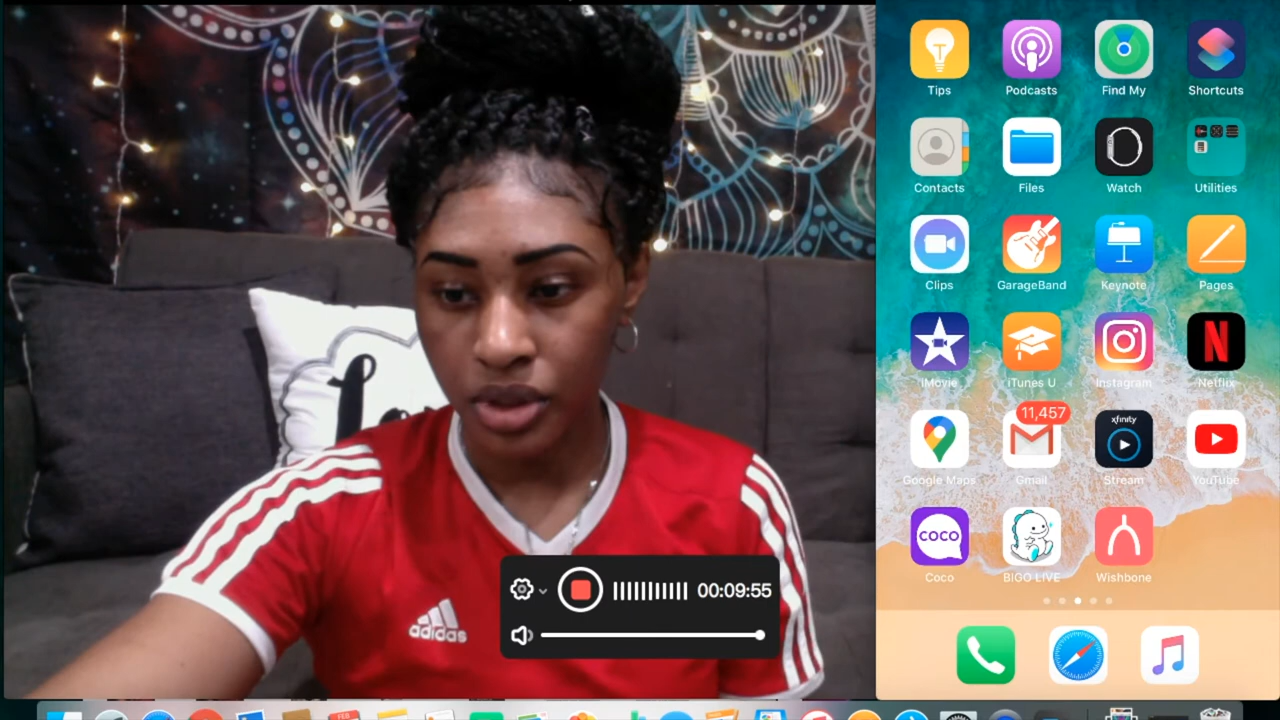 Tips Podcasts Find My Shortcuts
Contacts Files Watch Utilities
Clips GarageBand Keynote Pages
iMovie iTunes U Instagram Netflix
11,457
xfinity
Google Maps Gmail Stream YouTube
COCO
Coco BIGO LIVE Wishbone
adidas
00:09:55
FEB